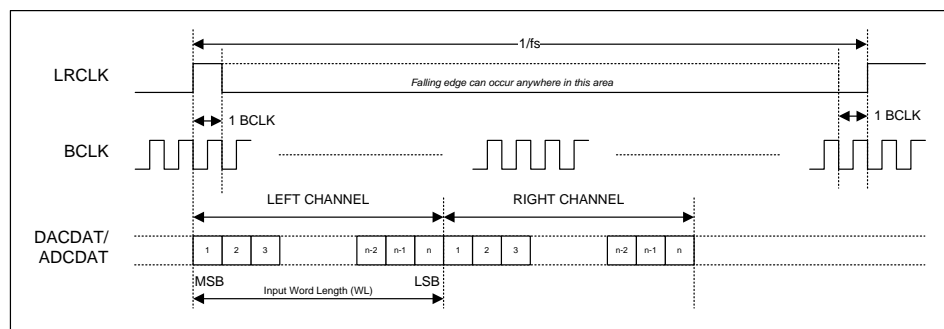 1/fs
LRCLK
Falling edge can occur anywhere in this area
1 BCLK
1 BCLK
BCLK
LEFT CHANNEL
RIGHT CHANNEL
DACDAT/
ADCDAT
1 2 3 n-2 n-1 n 1 2 3 n-2 n-1 n
MSB
Input Word Length (WL)
LSB